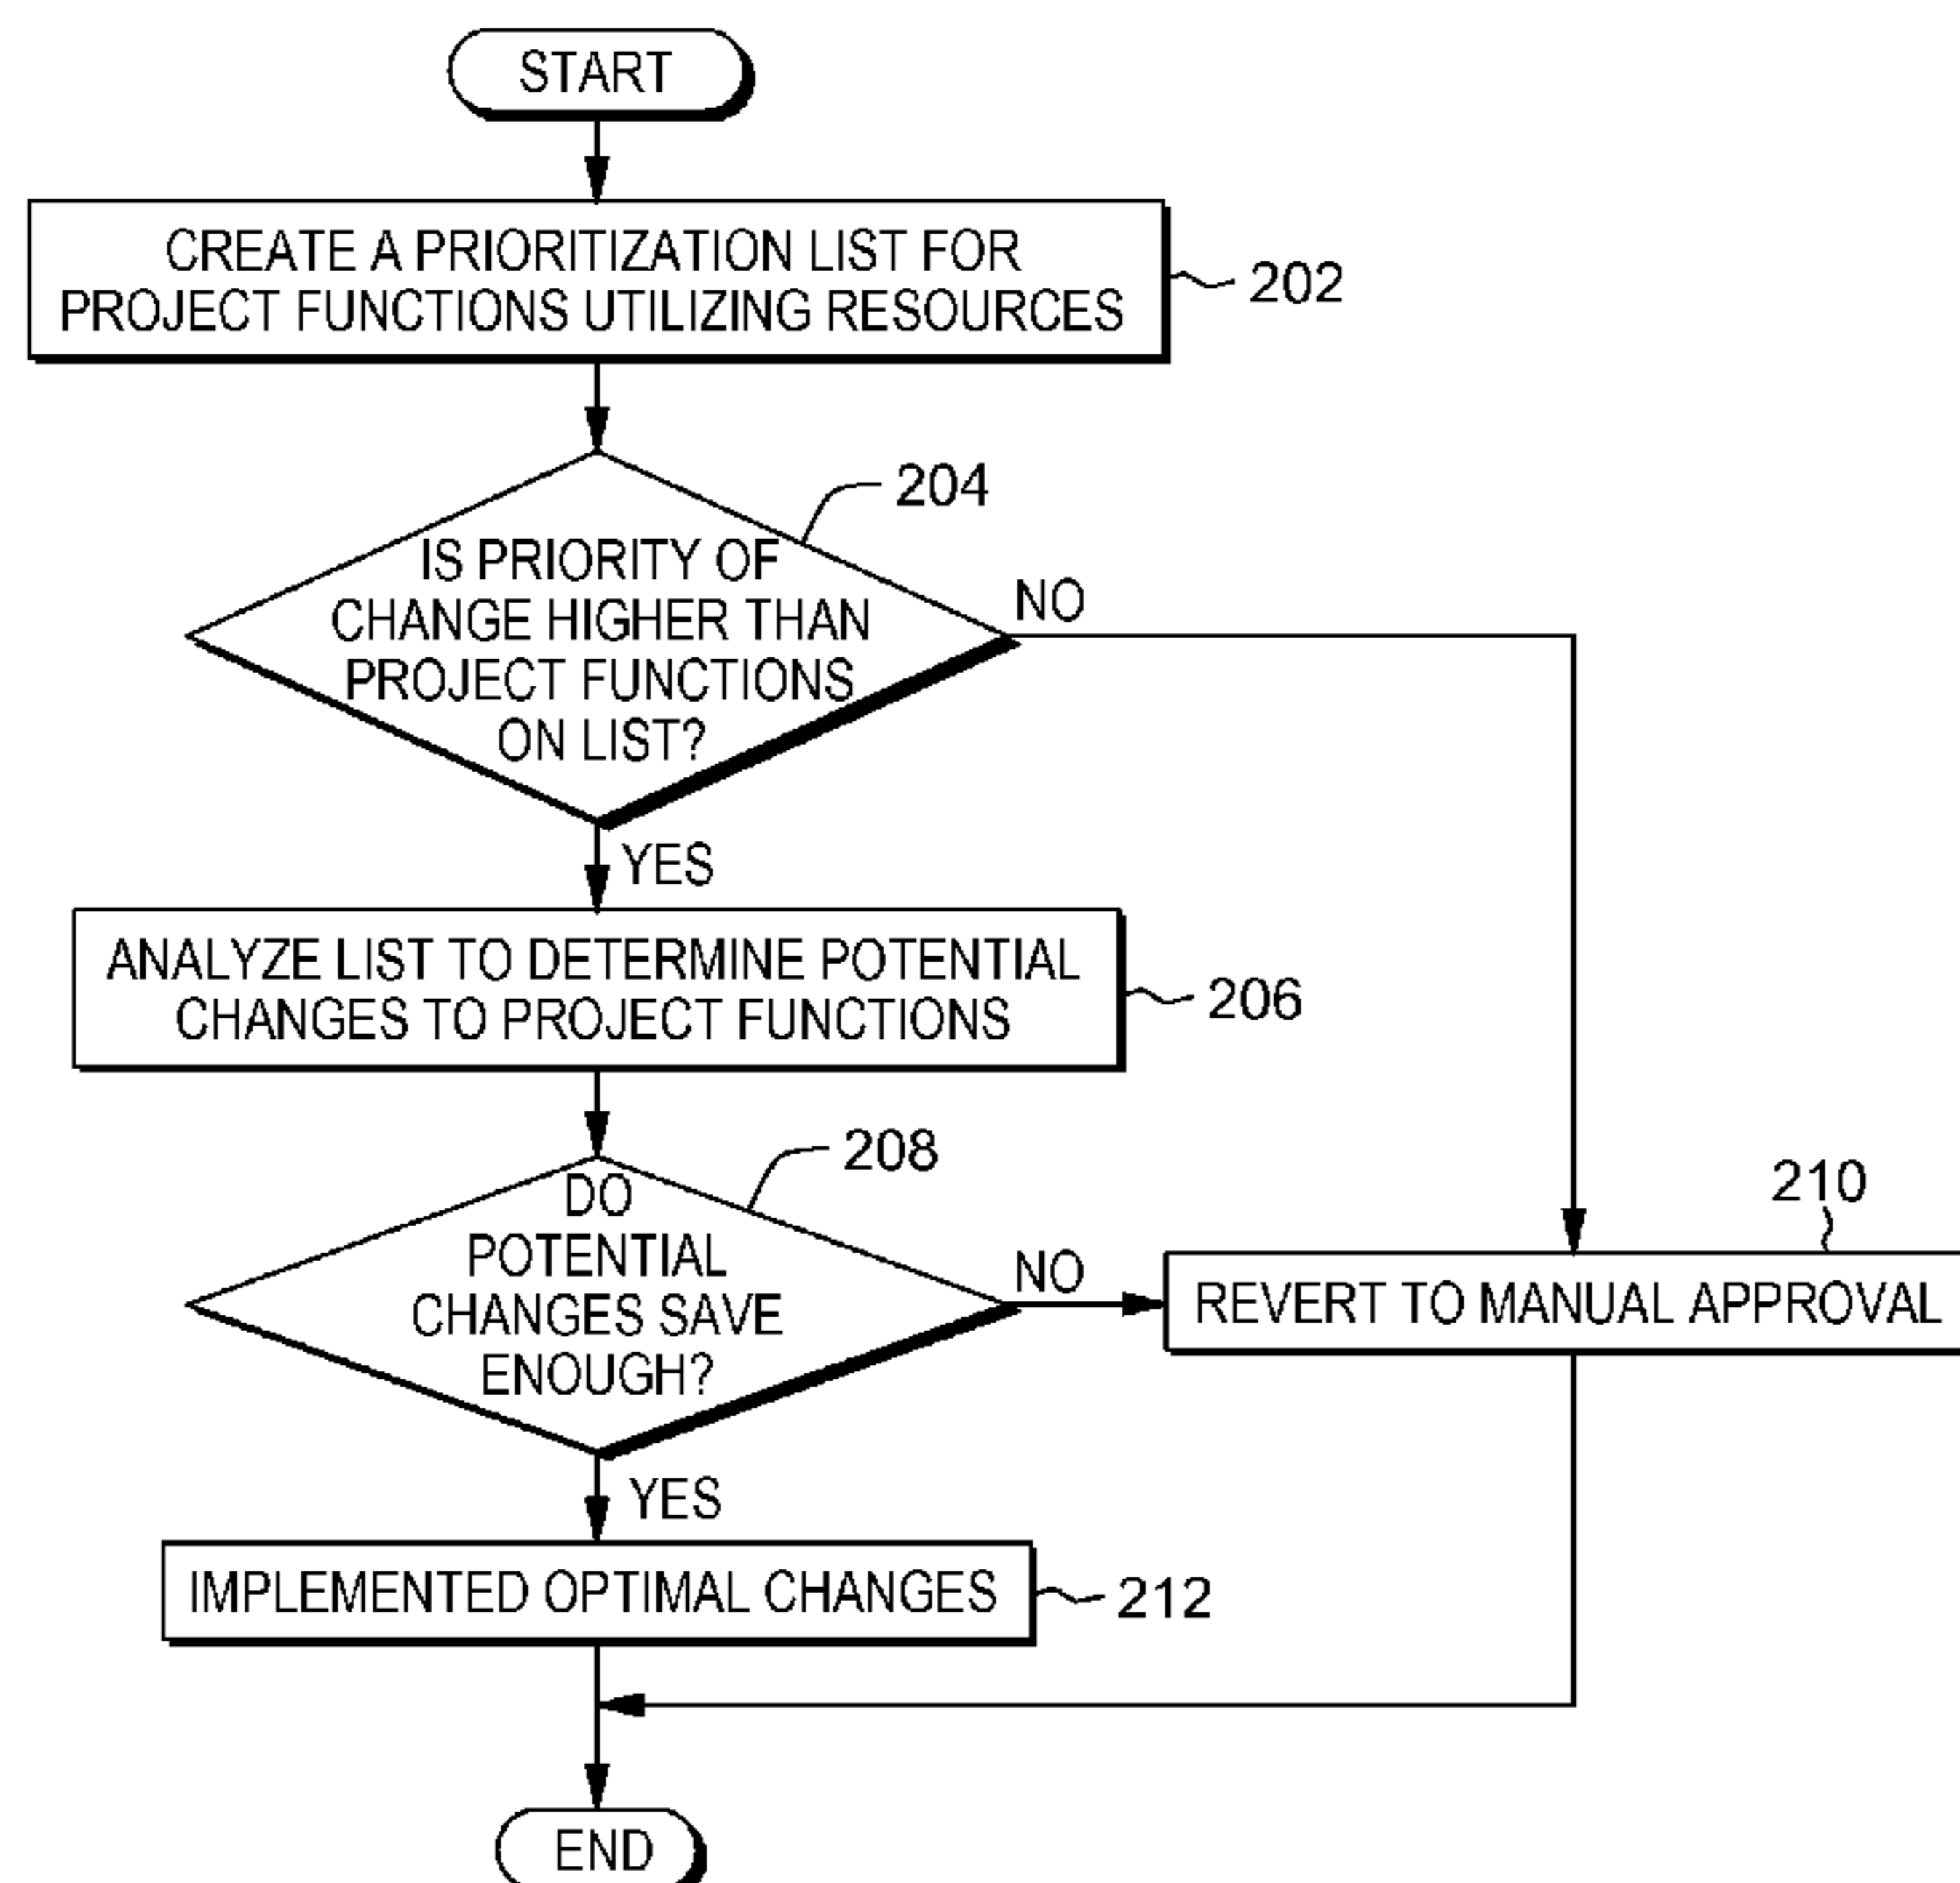 START
CREATE A PRIORITIZATION LIST FOR
PROJECT FUNCTIONS UTILIZING RESOURCES
202
204
IS PRIORITY OF
CHANGE HIGHER THAN
PROJECT FUNCTIONS
ON LIST?
NO
YES
ANALYZE LIST TO DETERMINE POTENTIAL
CHANGES TO PROJECT FUNCTIONS
206
208
DO
POTENTIAL
CHANGES SAVE
ENOUGH?
NO
210
REVERT TO MANUAL APPROVAL
YES
IMPLEMENTED OPTIMAL CHANGES
212
END